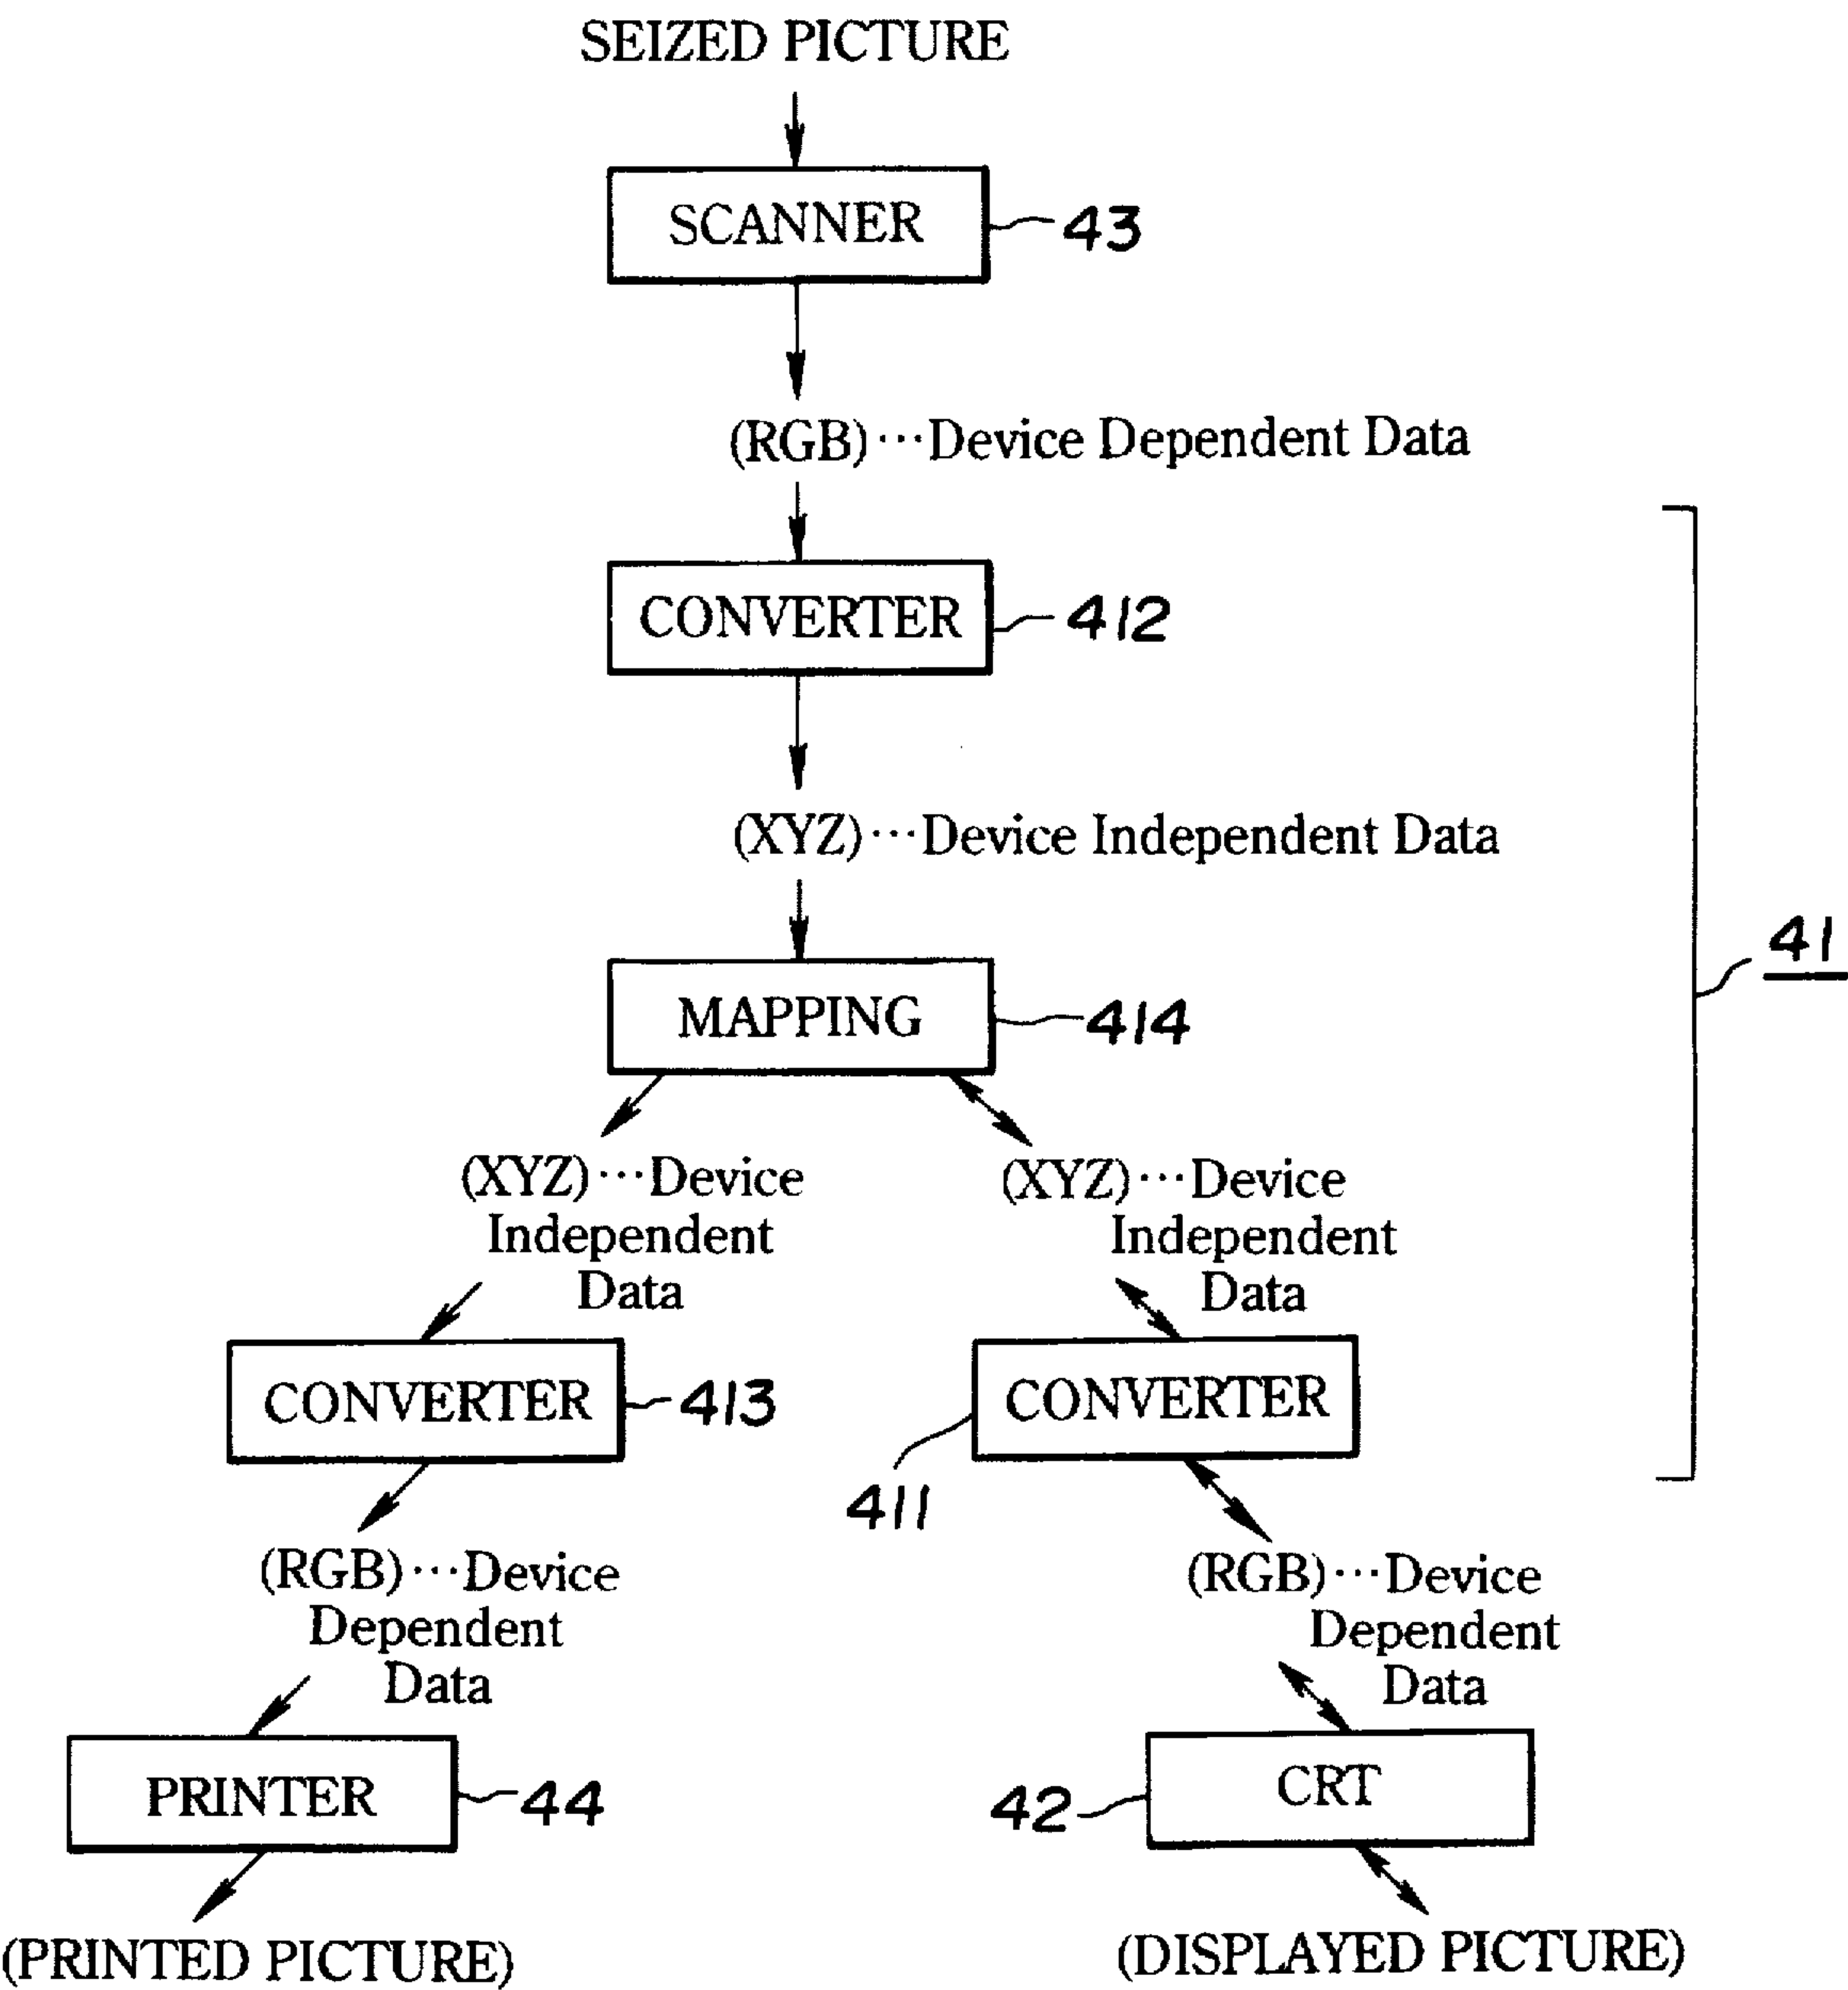 SEIZED PICTURE
SCANNER
43
(RGB)···Device Dependent Data
CONVERTER
412
(XYZ)···Device Independent Data
MAPPING
414
41
(XYZ)···Device
Independent
Data
(XYZ)···Device
Independent
Data
CONVERTER
413
CONVERTER
411
(RGB)···Device
Dependent
Data
(RGB)···Device
Dependent
Data
PRINTER
44
42
CRT
(PRINTED PICTURE)
(DISPLAYED PICTURE)